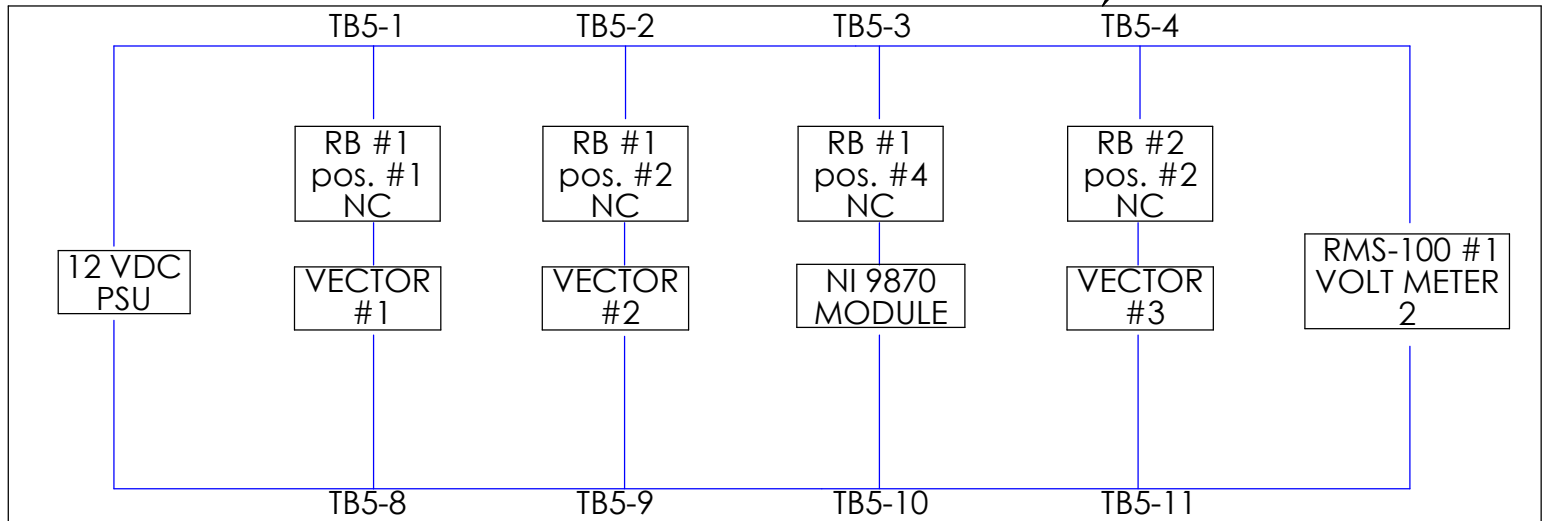 TB5-1
TB5-2
TB5-3
TB5-4
RB #1
pos. #1
NC
RB #1
pos. #2
NC
RB #1
pos. #4
NC
RB #2
pos. #2
NC
12 VDC
PSU
VECTOR
#1
VECTOR
#2
NI 9870
MODULE
VECTOR
#3
RMS-100 #1
VOLT METER
2
TB5-8
TB5-9
TB5-10
TB5-11